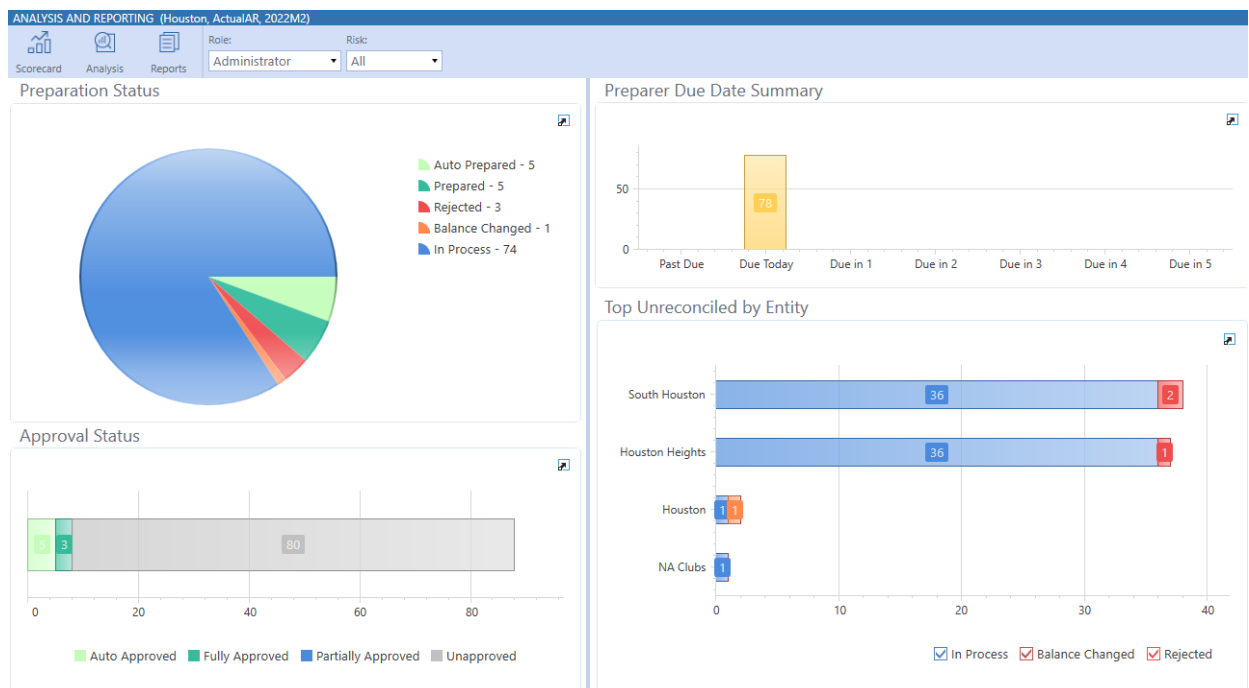 ANALYSIS AND REPORTING (Houston, ActualAR, 2022M2)
Scorecard
Analysis
Reports
Role:
Administrator
Risk:
All
Preparation Status
Auto Prepared - 5
Prepared - 5
Rejected - 3
Balance Changed - 1
In Process - 74
Approval Status
5 3 80
0 20 40 60 80
Auto Approved Fully Approved Partially Approved Unapproved
Preparer Due Date Summary
50
78
0
Past Due Due Today Due in 1 Due in 2 Due in 3 Due in 4 Due in 5
Top Unreconciled by Entity
South Houston 36 2
Houston Heights 36 1
Houston 1 1
NA Clubs 1
0 10 20 30 40
In Process Balance Changed Rejected